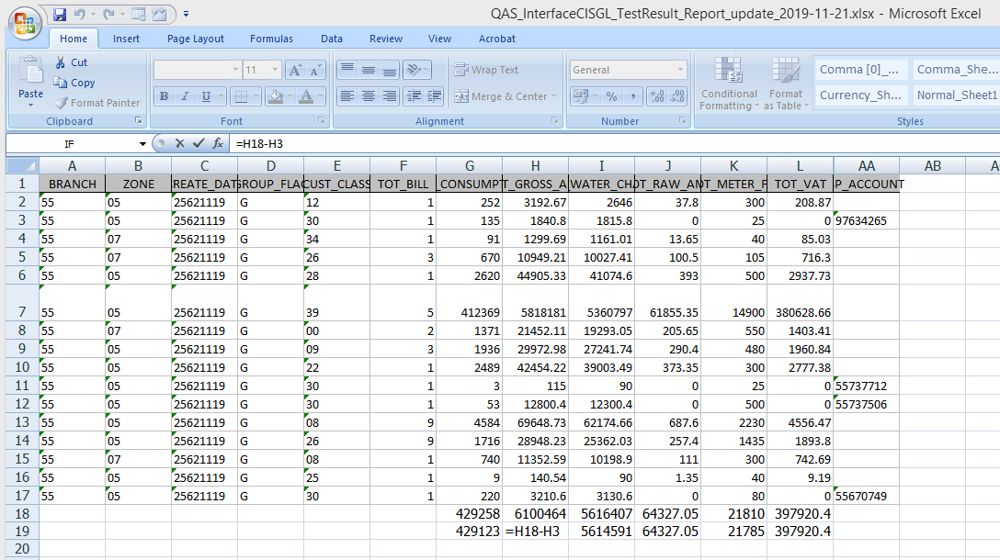 QAS_InterfaceCISGL_TestResult_Report_update_2019-11-21.xlsx - Microsoft Excel
Home Insert Page Layout Formulas Data Review View Acrobat
Cut
Copy
Format Painter
Paste
Clipboard
11
A A
B I U
A
Font
Wrap Text
Merge & Center
Alignment
General
% , .00 .0
Number
Conditional Formatting
Format as Table
Comma [0]_... Comma_She...
Currency_Sh... Normal_Sheet1
Styles
IF fx =H18-H3
A B C D E F G H I J K L AA AB A
1 BRANCH ZONE REATE_DAT GROUP_FLAG CUST_CLASS TOT_BILL _CONSUMPT T_GROSS_A WATER_CHA OT_RAW_AM OT_METER_F TOT_VAT P_ACCOUNT
2 55 05 25621119 G 12 1 252 3192.67 2646 37.8 300 208.87
3 55 05 25621119 G 30 1 135 1840.8 1815.8 0 25 0 97634265
4 55 07 25621119 G 34 1 91 1299.69 1161.01 13.65 40 85.03
5 55 07 25621119 G 26 3 670 10949.21 10027.41 100.5 105 716.3
6 55 05 25621119 G 28 1 2620 44905.33 41074.6 393 500 2937.73
7 55 05 25621119 G 39 5 412369 5818181 5360797 61855.35 14900 380628.66
8 55 07 25621119 G 00 2 1371 21452.11 19293.05 205.65 550 1403.41
9 55 05 25621119 G 09 3 1936 29972.98 27241.74 290.4 480 1960.84
10 55 05 25621119 G 22 1 2489 42454.22 39003.49 373.35 300 2777.38
11 55 05 25621119 G 30 1 3 115 90 0 25 0 55737712
12 55 05 25621119 G 30 1 53 12800.4 12300.4 0 500 0 55737506
13 55 05 25621119 G 08 9 4584 69648.73 62174.66 687.6 2230 4556.47
14 55 05 25621119 G 26 9 1716 28948.23 25362.03 257.4 1435 1893.8
15 55 07 25621119 G 08 1 740 11352.59 10198.9 111 300 742.69
16 55 05 25621119 G 25 1 9 140.54 90 1.35 40 9.19
17 55 05 25621119 G 30 1 220 3210.6 3130.6 0 80 0 55670749
18 429258 6100464 5616407 64327.05 21810 397920.4
19 429123 =H18-H3 5614591 64327.05 21785 397920.4
20